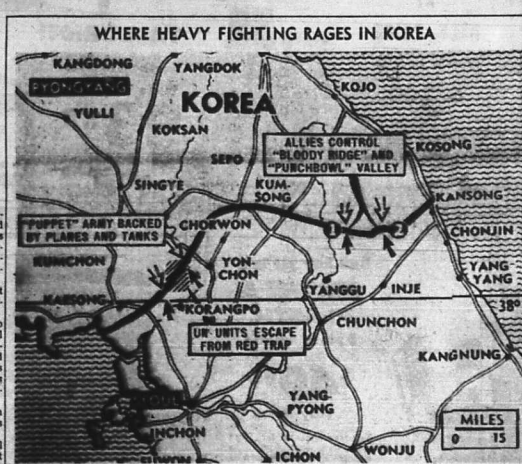 WHERE HEAVY FIGHTING RAGES IN KOREA
KANGDONG
YANGDOK
PYONGYANG
KOJO
YULLI
KOREA
KOKSAN
ALLIES CONTROL
"BLOODY RIDGE" AND
"PUNCHBOWL" VALLEY
KOSONG
SEPO
SINGYE
KUM-
SONG
KANSONG
"PUPPET" ARMY BACKED
BY PLANES AND TANKS
CHORWON
1
2
CHONJIN
KUMCHON
YON-
CHON
YANG
YANG
YANGGU
INJE
KAESONG
KORANGPO
38°
CHUNCHON
UN UNITS ESCAPE
FROM RED TRAP
KANGNUNG
SEOUL
YANG-
PYONG
MILES
0 15
INCHON
SUWON
ICHON
WONJU